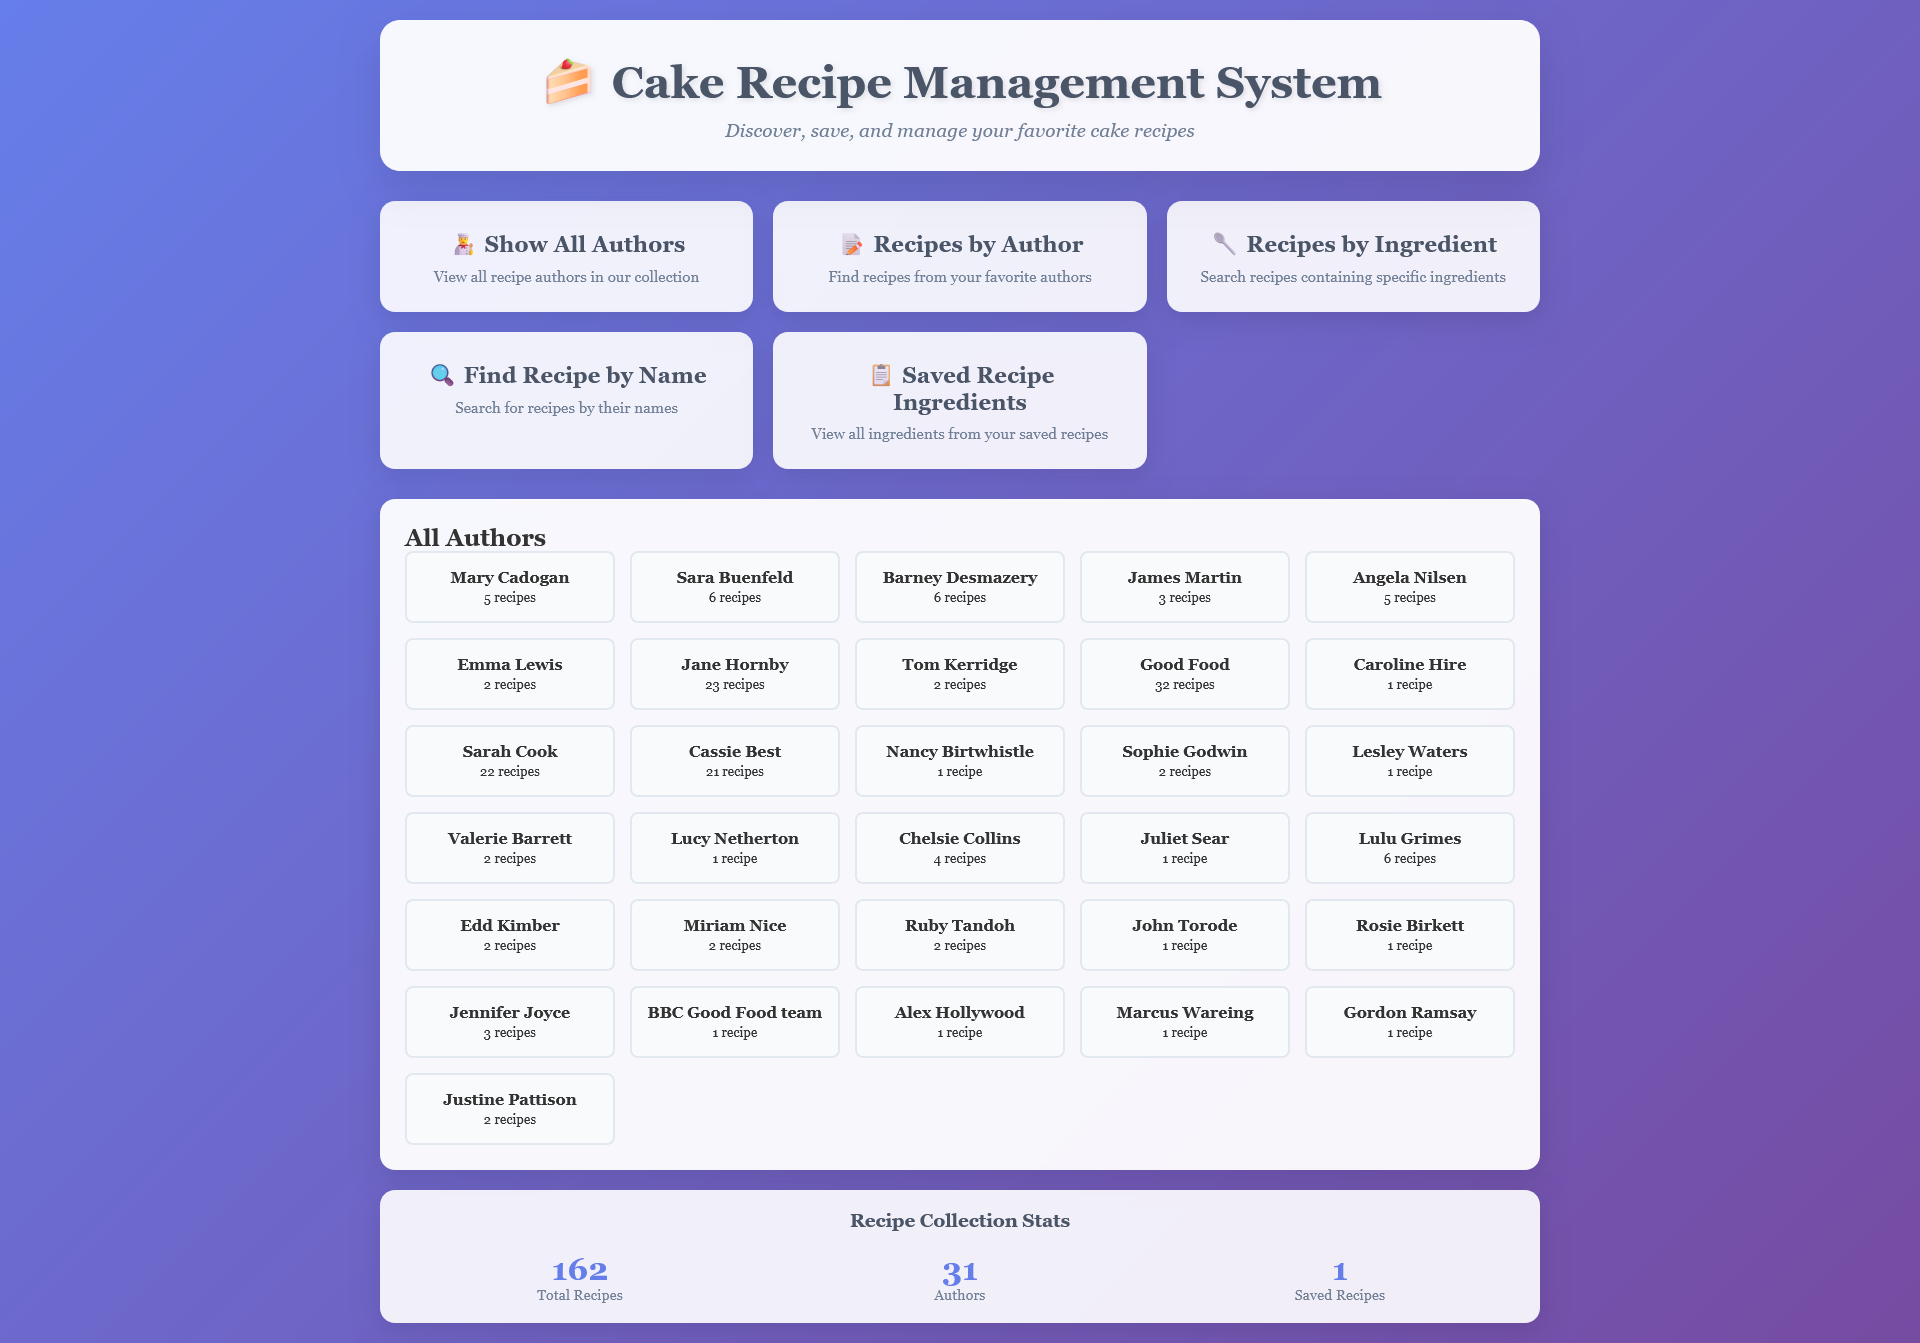 Cake Recipe Management System
Discover, save, and manage your favorite cake recipes
Show All Authors
View all recipe authors in our collection
Recipes by Author
Find recipes from your favorite authors
Recipes by Ingredient
Search recipes containing specific ingredients
Find Recipe by Name
Search for recipes by their names
Saved Recipe
Ingredients
View all ingredients from your saved recipes
All Authors
Mary Cadogan
5 recipes
Sara Buenfeld
6 recipes
Barney Desmazery
6 recipes
James Martin
3 recipes
Angela Nilsen
5 recipes
Emma Lewis
2 recipes
Jane Hornby
23 recipes
Tom Kerridge
2 recipes
Good Food
32 recipes
Caroline Hire
1 recipe
Sarah Cook
22 recipes
Cassie Best
21 recipes
Nancy Birtwhistle
1 recipe
Sophie Godwin
2 recipes
Lesley Waters
1 recipe
Valerie Barrett
2 recipes
Lucy Netherton
1 recipe
Chelsie Collins
4 recipes
Juliet Sear
1 recipe
Lulu Grimes
6 recipes
Edd Kimber
2 recipes
Miriam Nice
2 recipes
Ruby Tandoh
2 recipes
John Torode
1 recipe
Rosie Birkett
1 recipe
Jennifer Joyce
3 recipes
BBC Good Food team
1 recipe
Alex Hollywood
1 recipe
Marcus Wareing
1 recipe
Gordon Ramsay
1 recipe
Justine Pattison
2 recipes
Recipe Collection Stats
162
Total Recipes
31
Authors
1
Saved Recipes